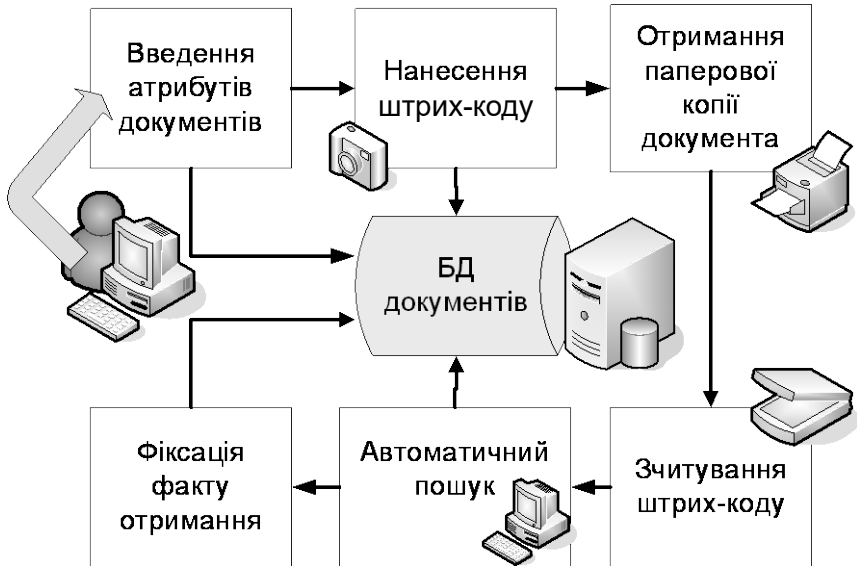 Введення
атрибутів
документів
Нанесення
штрих-коду
Отримання
паперової
копії
документа
БД
документів
Фіксація
факту
отримання
Автоматичний
пошук
Зчитування
штрих-коду